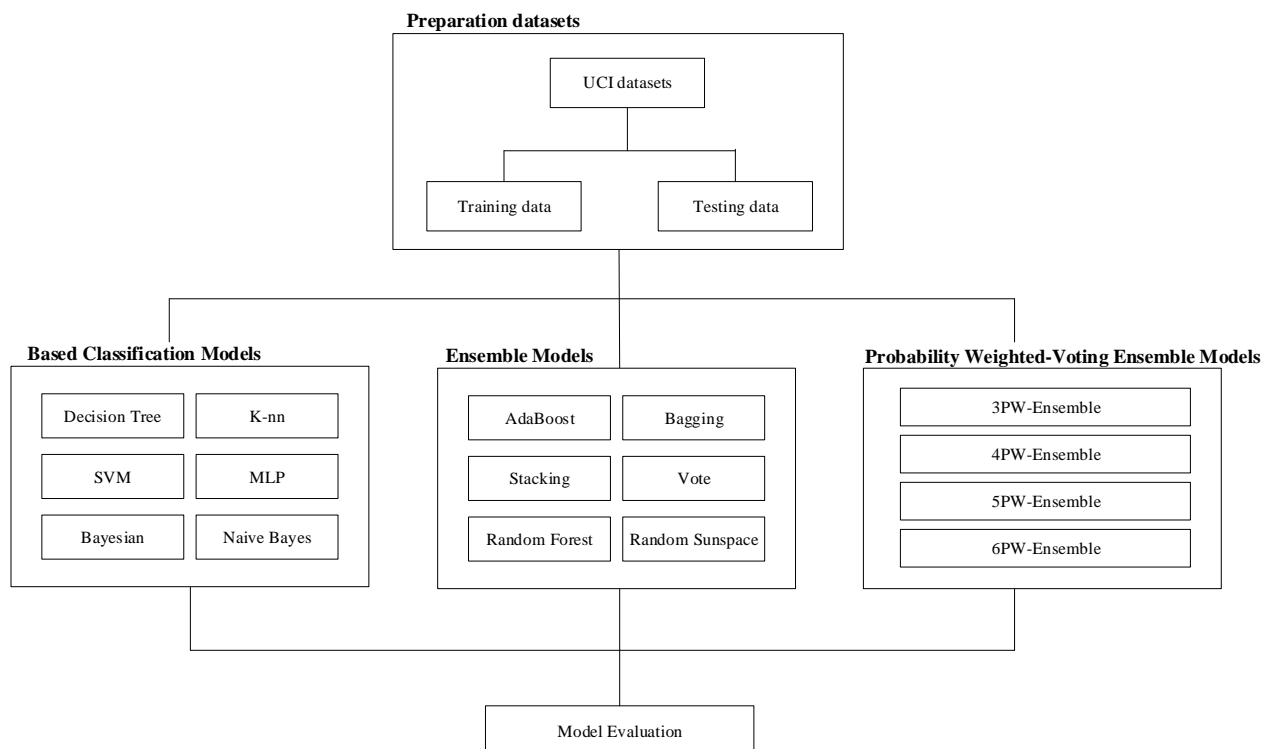 Preparation datasets
UCI datasets
Training data
Testing data
Based Classification Models
Decision Tree
K-nn
SVM
MLP
Bayesian
Naive Bayes
Ensemble Models
AdaBoost
Bagging
Stacking
Vote
Random Forest
Random Sunspace
Probability Weighted-Voting Ensemble Models
3PW-Ensemble
4PW-Ensemble
5PW-Ensemble
6PW-Ensemble
Model Evaluation